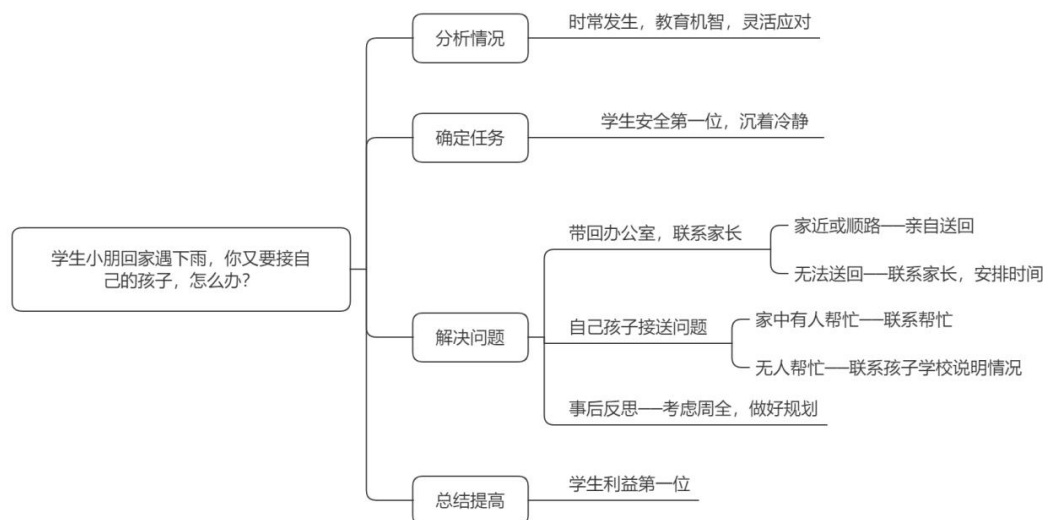 学生小朋回家遇下雨，你又要接自
己的孩子，怎么办？
分析情况
时常发生，教育机智，灵活应对
确定任务
学生安全第一位，沉着冷静
解决问题
带回办公室，联系家长
家近或顺路——亲自送回
无法送回——联系家长，安排时间
自己孩子接送问题
家中有人帮忙——联系帮忙
无人帮忙——联系孩子学校说明情况
事后反思——考虑周全，做好规划
总结提高
学生利益第一位